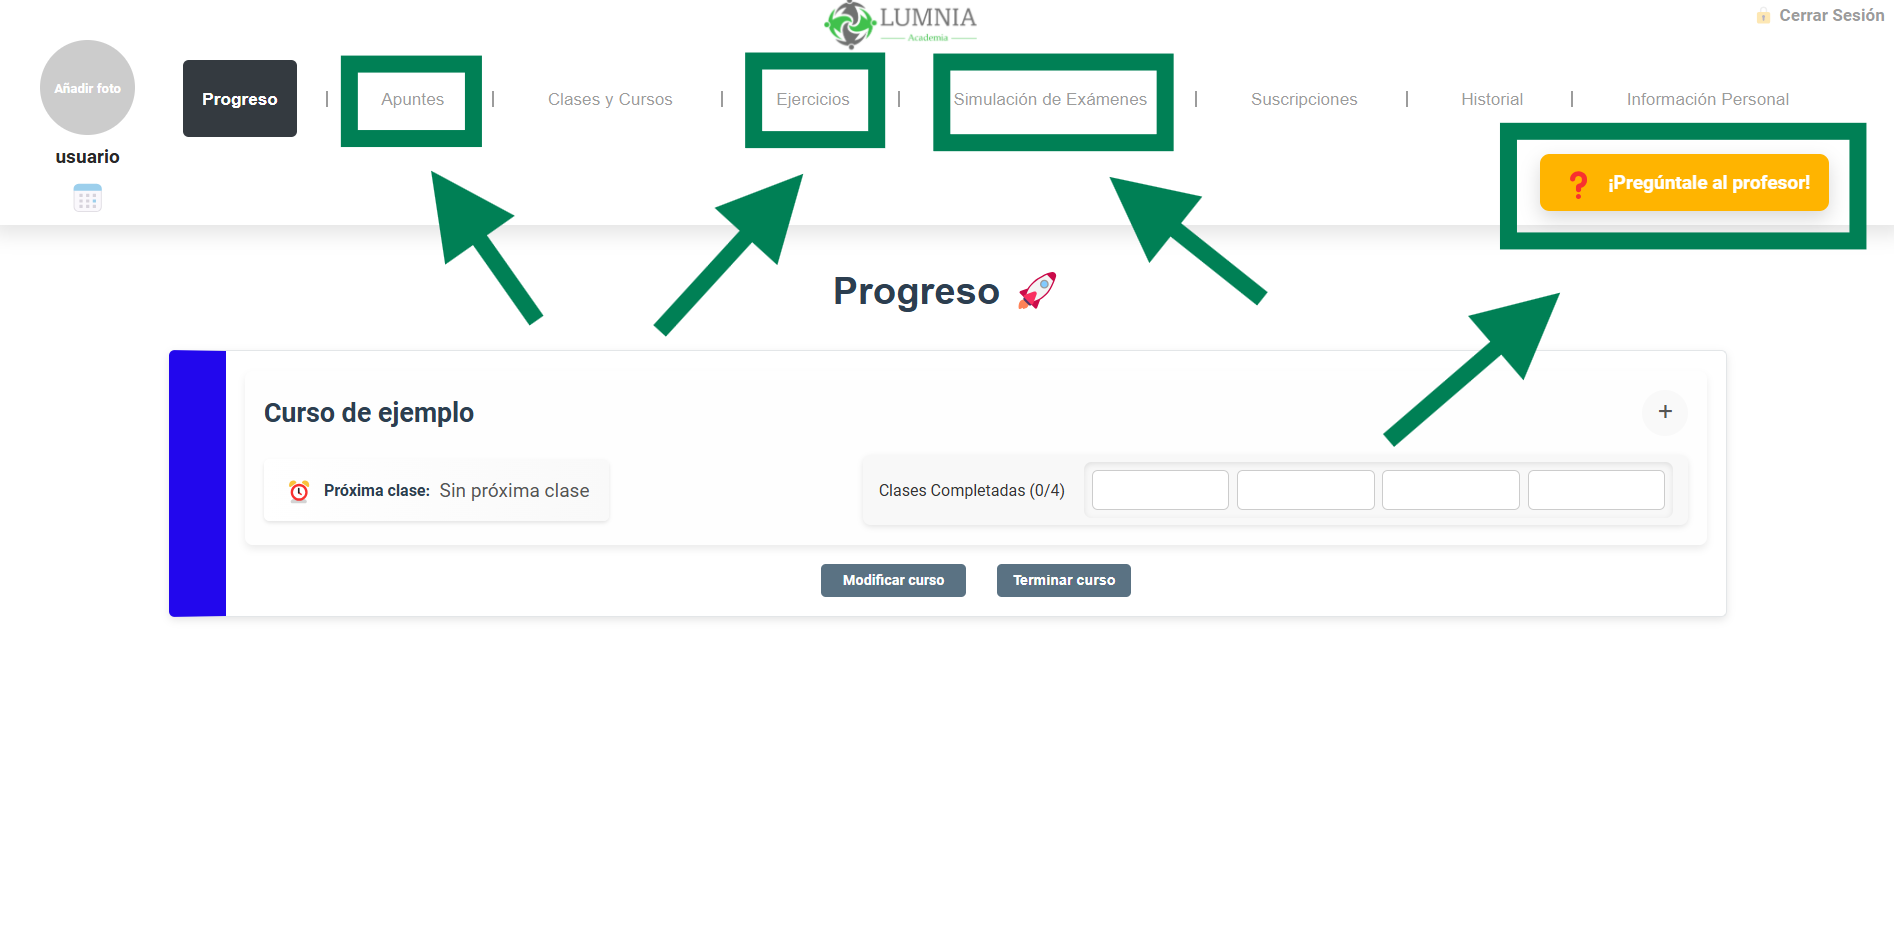 LUMNIA
Academia
Cerrar Sesión
Añadir foto
usuario
Progreso | Apuntes | Clases y Cursos | Ejercicios | Simulación de Exámenes | Suscripciones | Historial | Información Personal
❓ ¡Pregúntale al profesor!
Progreso 🚀
Curso de ejemplo
+
Próxima clase: Sin próxima clase
Clases Completadas (0/4)
Modificar curso
Terminar curso